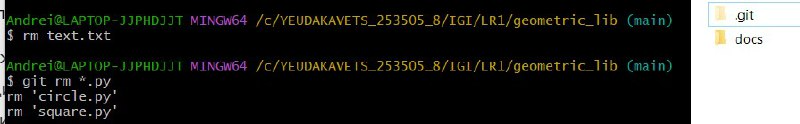 Andrei@LAPTOP-JJPHDJJT MINGW64 /c/YEUDAKAVETS_253505_8/IGI/LR1/geometric_lib (main)
$ rm text.txt
Andrei@LAPTOP-JJPHDJJT MINGW64 /c/YEUDAKAVETS_253505_8/IGI/LR1/geometric_lib (main)
$ git rm *.py
rm 'circle.py'
rm 'square.py'
.git
docs